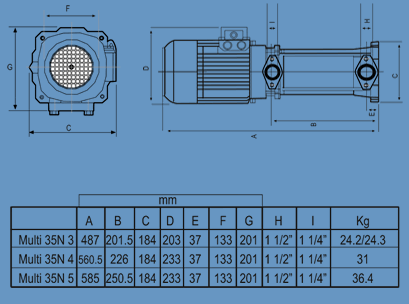 F
G
C
I
H
D
C
E
B
A
mm
A B C D E F G H I Kg
Multi 35N 3 487 201.5 184 203 37 133 201 1 1/2" 1 1/4" 24.2/24.3
Multi 35N 4 560.5 226 184 233 37 133 201 1 1/2" 1 1/4" 31
Multi 35N 5 585 250.5 184 233 37 133 201 1 1/2" 1 1/4" 36.4